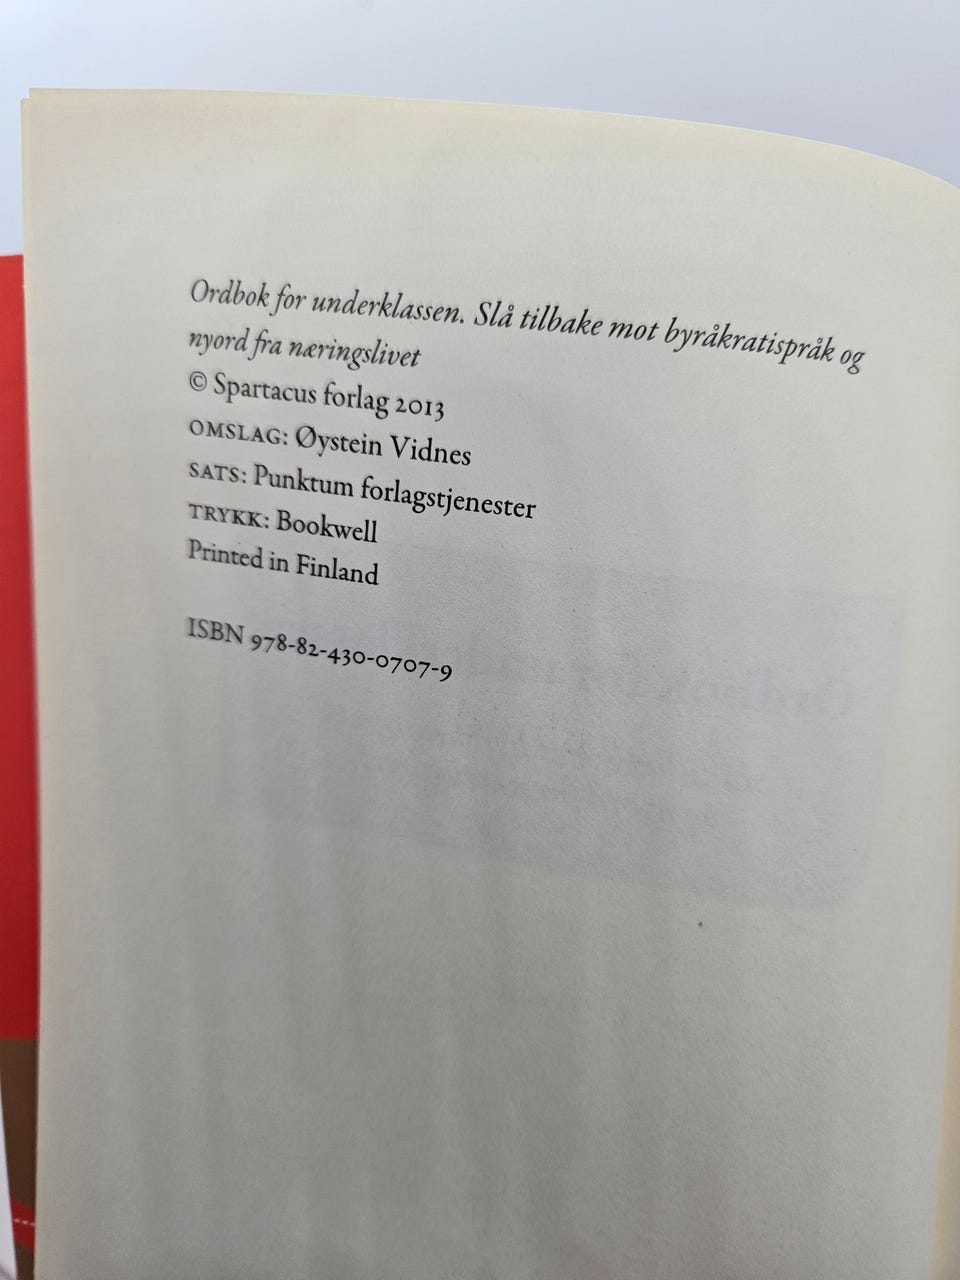 Ordbok for underklassen. Slå tilbake mot byråkratispråk og
nyord fra næringslivet
© Spartacus forlag 2013
OMSLAG: Øystein Vidnes
SATS: Punktum forlagstjenester
TRYKK: Bookwell
Printed in Finland
ISBN 978-82-430-0707-9